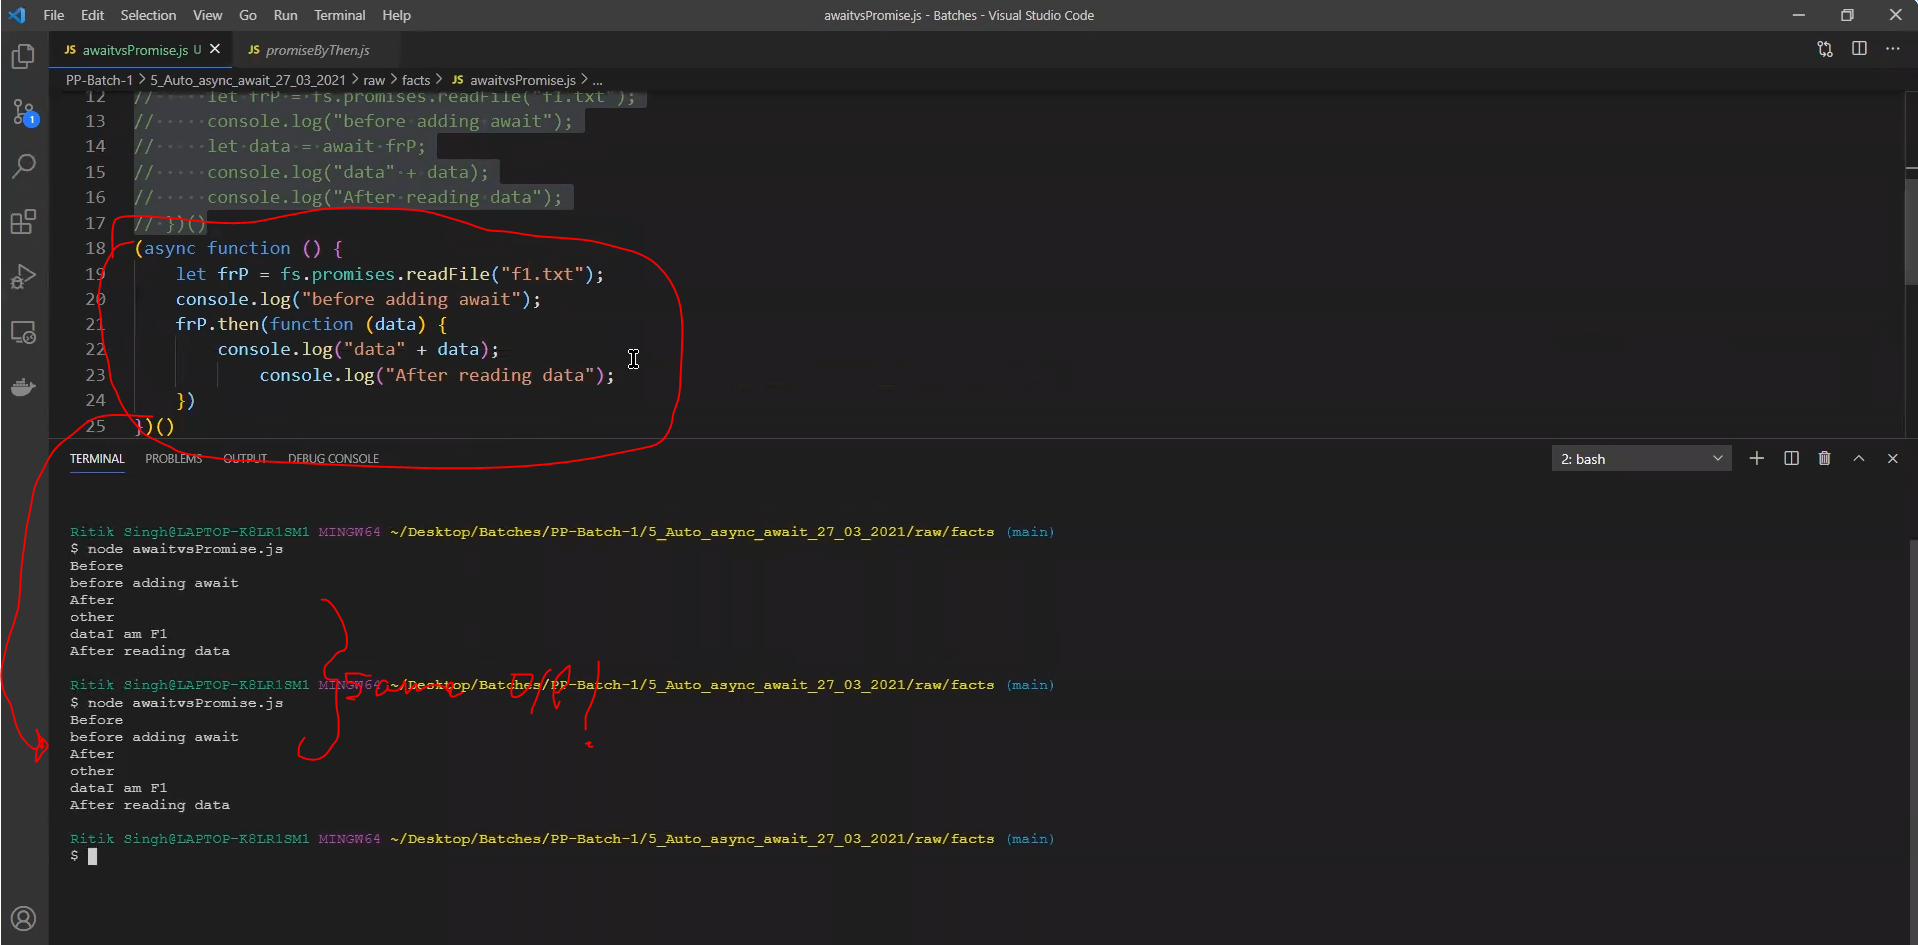 File Edit Selection View Go Run Terminal Help
awaitvsPromise.js - Batches - Visual Studio Code
JS awaitvsPromise.js U
JS promiseByThen.js
PP-Batch-1 > 5_Auto_async_await_27_03_2021 > raw > facts > JS awaitvsPromise.js > ...
12 //····· let frP = fs.promises.readFile("f1.txt");
13 //····· console.log("before adding await");
14 //····· let data = await frP;
15 //····· console.log("data" + data);
16 //····· console.log("After reading data");
17 // })()
18 (async function () {
19 let frP = fs.promises.readFile("f1.txt");
20 console.log("before adding await");
21 frP.then(function (data) {
22 console.log("data" + data);
23 console.log("After reading data");
24 })
25 })()
1
TERMINAL PROBLEMS OUTPUT DEBUG CONSOLE
2: bash
Ritik Singh@LAPTOP-K8LR1SM1 MINGW64 ~/Desktop/Batches/PP-Batch-1/5_Auto_async_await_27_03_2021/raw/facts (main)
$ node awaitvsPromise.js
Before
before adding await
After
other
dataI am F1
After reading data
Ritik Singh@LAPTOP-K8LR1SM1 MINGW64 ~/Desktop/Batches/PP-Batch-1/5_Auto_async_await_27_03_2021/raw/facts (main)
Same O/P!
$ node awaitvsPromise.js
Before
before adding await
After
other
dataI am F1
After reading data
Ritik Singh@LAPTOP-K8LR1SM1 MINGW64 ~/Desktop/Batches/PP-Batch-1/5_Auto_async_await_27_03_2021/raw/facts (main)
$